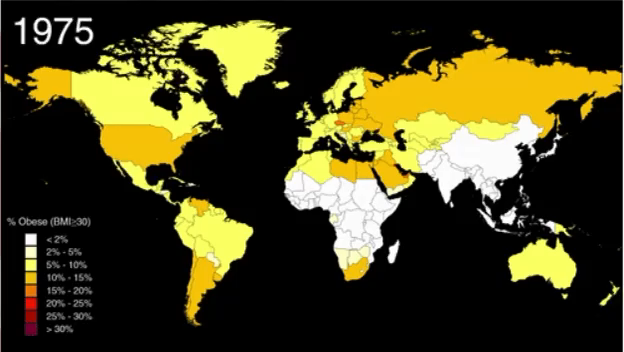 1975
% Obese (BMI≥30)
< 2%
2% - 5%
5% - 10%
10% - 15%
15% - 20%
20% - 25%
25% - 30%
> 30%